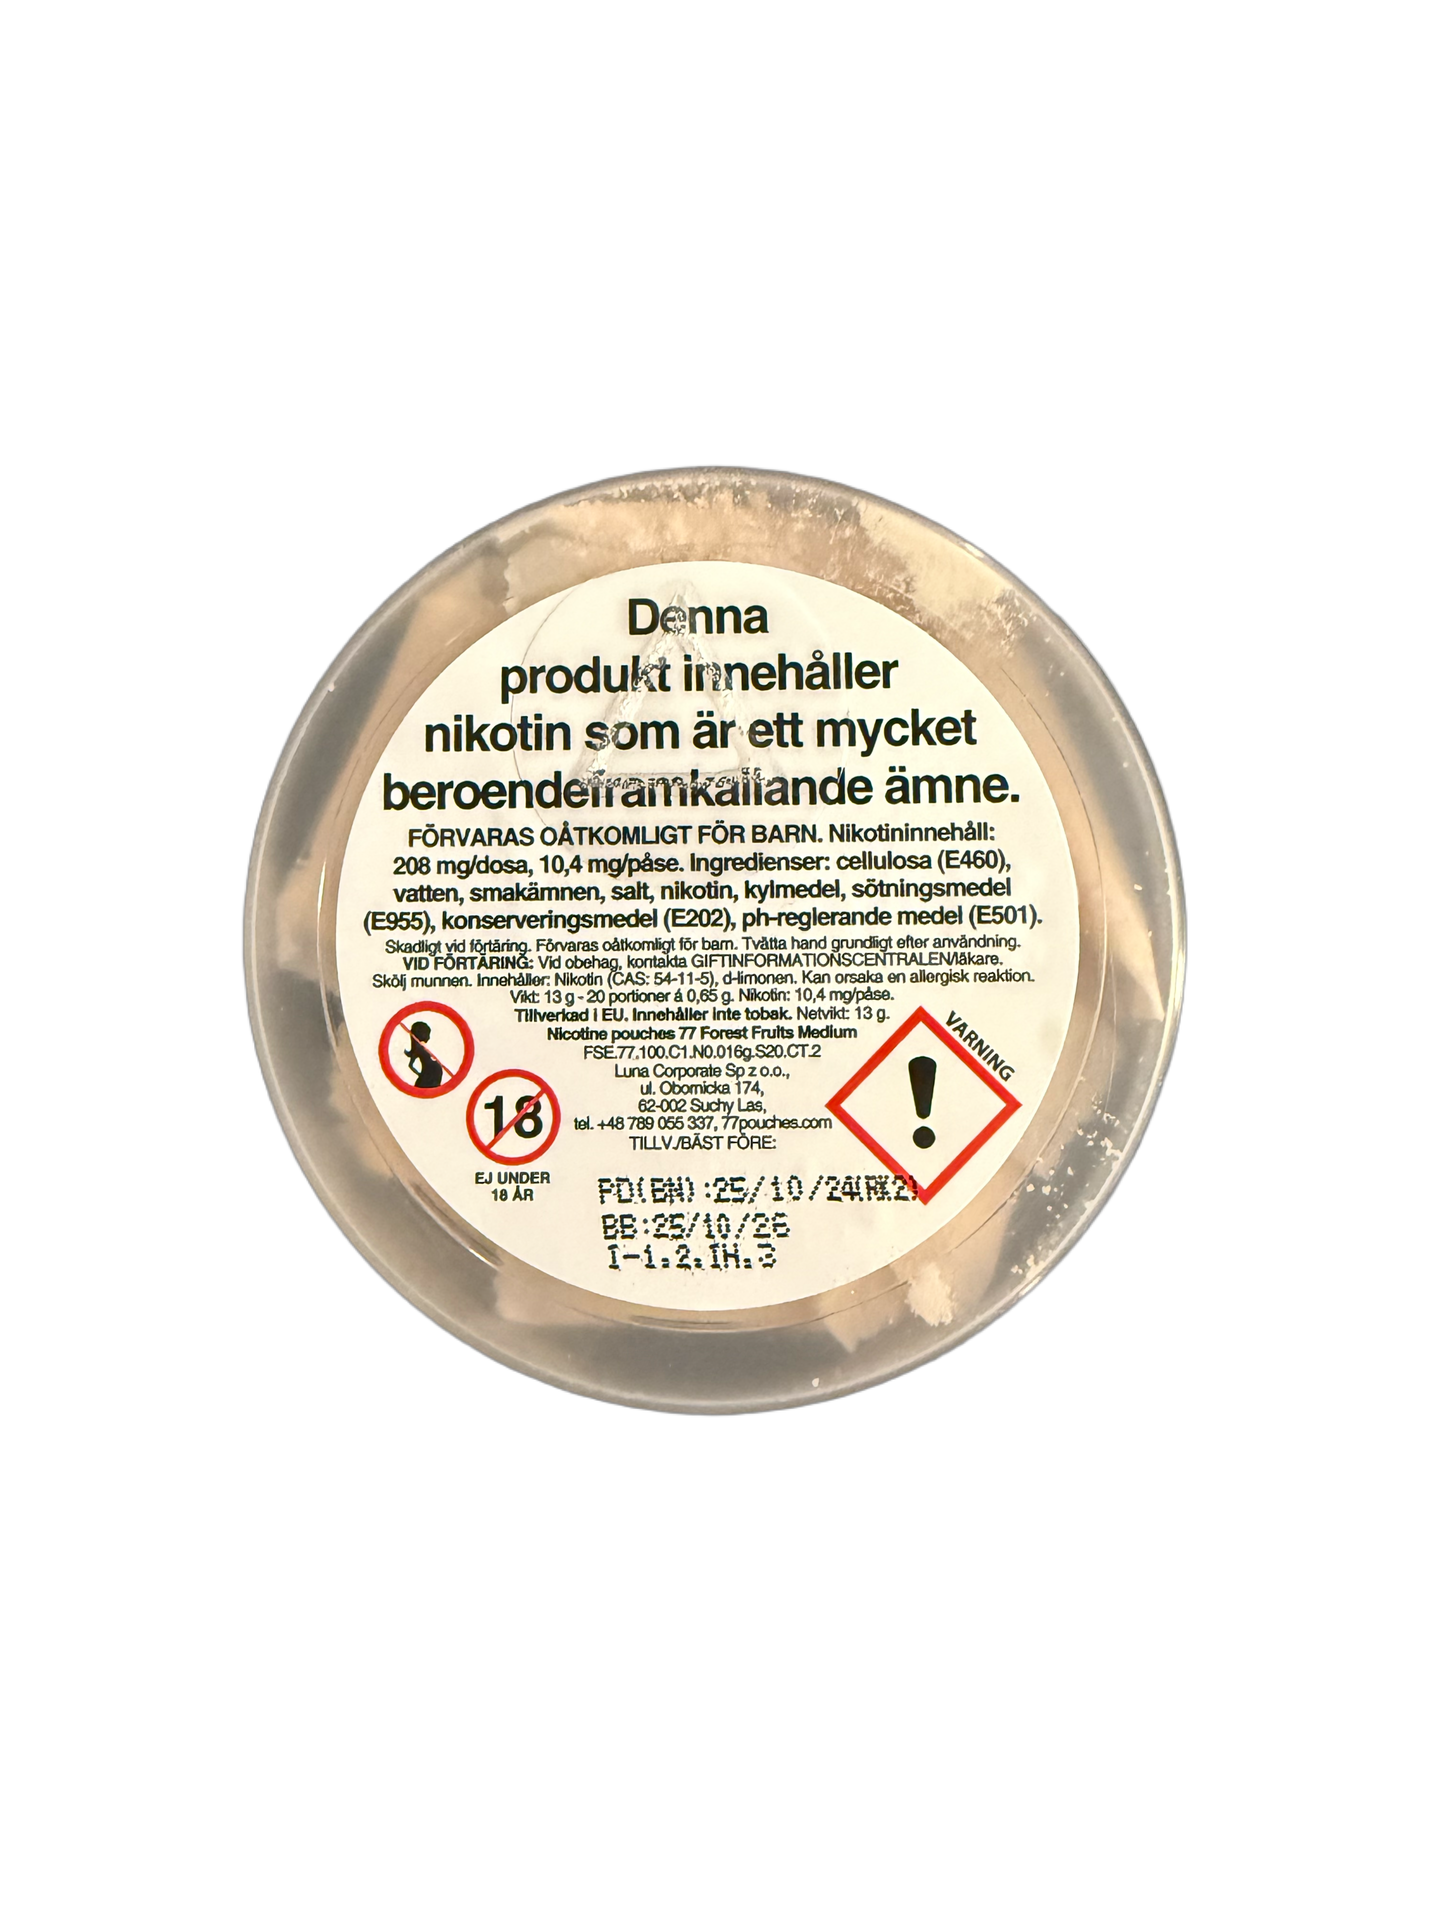 Denna
produkt innehåller
nikotin som är ett mycket
beroendeframkallande ämne.
FÖRVARAS OÅTKOMLIGT FÖR BARN. Nikotininnehåll:
208 mg/dosa, 10,4 mg/påse. Ingredienser: cellulosa (E460),
vatten, smakämnen, salt, nikotin, kylmedel, sötningsmedel
(E955), konserveringsmedel (E202), ph-reglerande medel (E501).
Skadligt vid förtäring. Förvaras oåtkomligt för barn. Tvätta hand grundligt efter användning.
VID FÖRTÄRING: Vid obehag, kontakta GIFTINFORMATIONSCENTRALEN/läkare.
Skölj munnen. Innehåller: Nikotin (CAS: 54-11-5), d-limonen. Kan orsaka en allergisk reaktion.
Vikt: 13 g - 20 portioner á 0,65 g. Nikotin: 10,4 mg/påse.
Tillverkad i EU. Innehåller inte tobak. Netvikt: 13 g.
Nicotine pouches 77 Forest Fruits Medium
FSE.77.100.C1.N0.016g.S20.CT.2
Luna Corporate Sp z o.o.,
ul. Obornicka 174,
62-002 Suchy Las,
tel. +48 789 055 337, 77pouches.com
TILLV./BÄST FÖRE:
VARNING
18
EJ UNDER
18 ÅR
PD(BN):25/10/24
BB:25/10/26
I-1.2.IH.3